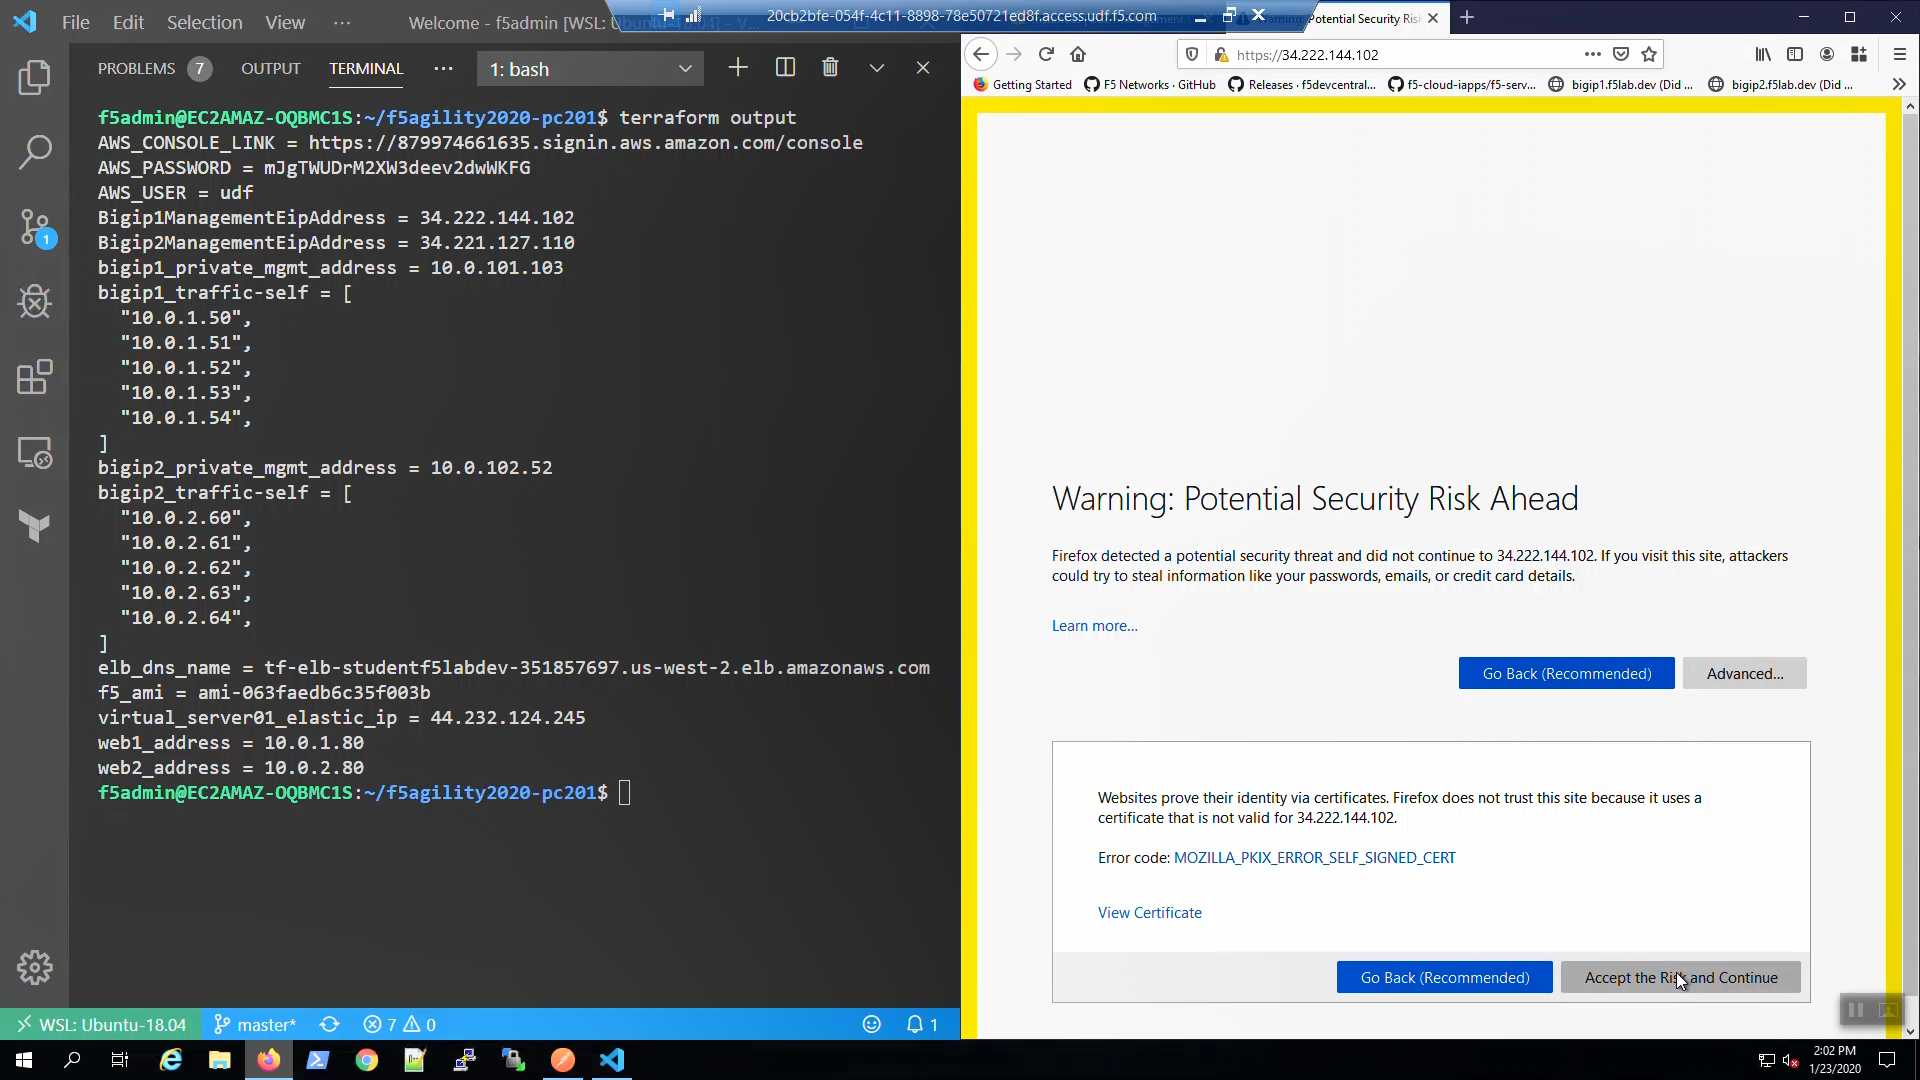 File Edit Selection View ··· Welcome - f5admin [WSL: Ubuntu-18.04] - V
20cb2bfe-054f-4c11-8898-78e50721ed8f.access.udf.f5.com
Warning: Potential Security Ris
PROBLEMS 7 OUTPUT TERMINAL ··· 1: bash
https://34.222.144.102
Getting Started F5 Networks · GitHub Releases · f5devcentral... f5-cloud-iapps/f5-serv... bigip1.f5lab.dev (Did ... bigip2.f5lab.dev (Did ...
f5admin@EC2AMAZ-OQBMC1S:~/f5agility2020-pc201$ terraform output
AWS_CONSOLE_LINK = https://879974661635.signin.aws.amazon.com/console
AWS_PASSWORD = mJgTWUDrM2XW3deev2dwWKFG
AWS_USER = udf
Bigip1ManagementEipAddress = 34.222.144.102
Bigip2ManagementEipAddress = 34.221.127.110
bigip1_private_mgmt_address = 10.0.101.103
bigip1_traffic-self = [
"10.0.1.50",
"10.0.1.51",
"10.0.1.52",
"10.0.1.53",
"10.0.1.54",
]
bigip2_private_mgmt_address = 10.0.102.52
bigip2_traffic-self = [
"10.0.2.60",
"10.0.2.61",
"10.0.2.62",
"10.0.2.63",
"10.0.2.64",
]
elb_dns_name = tf-elb-studentf5labdev-351857697.us-west-2.elb.amazonaws.com
f5_ami = ami-063faedb6c35f003b
virtual_server01_elastic_ip = 44.232.124.245
web1_address = 10.0.1.80
web2_address = 10.0.2.80
f5admin@EC2AMAZ-OQBMC1S:~/f5agility2020-pc201$
1
Warning: Potential Security Risk Ahead
Firefox detected a potential security threat and did not continue to 34.222.144.102. If you visit this site, attackers
could try to steal information like your passwords, emails, or credit card details.
Learn more...
Go Back (Recommended) Advanced...
Websites prove their identity via certificates. Firefox does not trust this site because it uses a
certificate that is not valid for 34.222.144.102.
Error code: MOZILLA_PKIX_ERROR_SELF_SIGNED_CERT
View Certificate
Go Back (Recommended) Accept the Risk and Continue
WSL: Ubuntu-18.04 master* 7 0 1
2:02 PM
1/23/2020